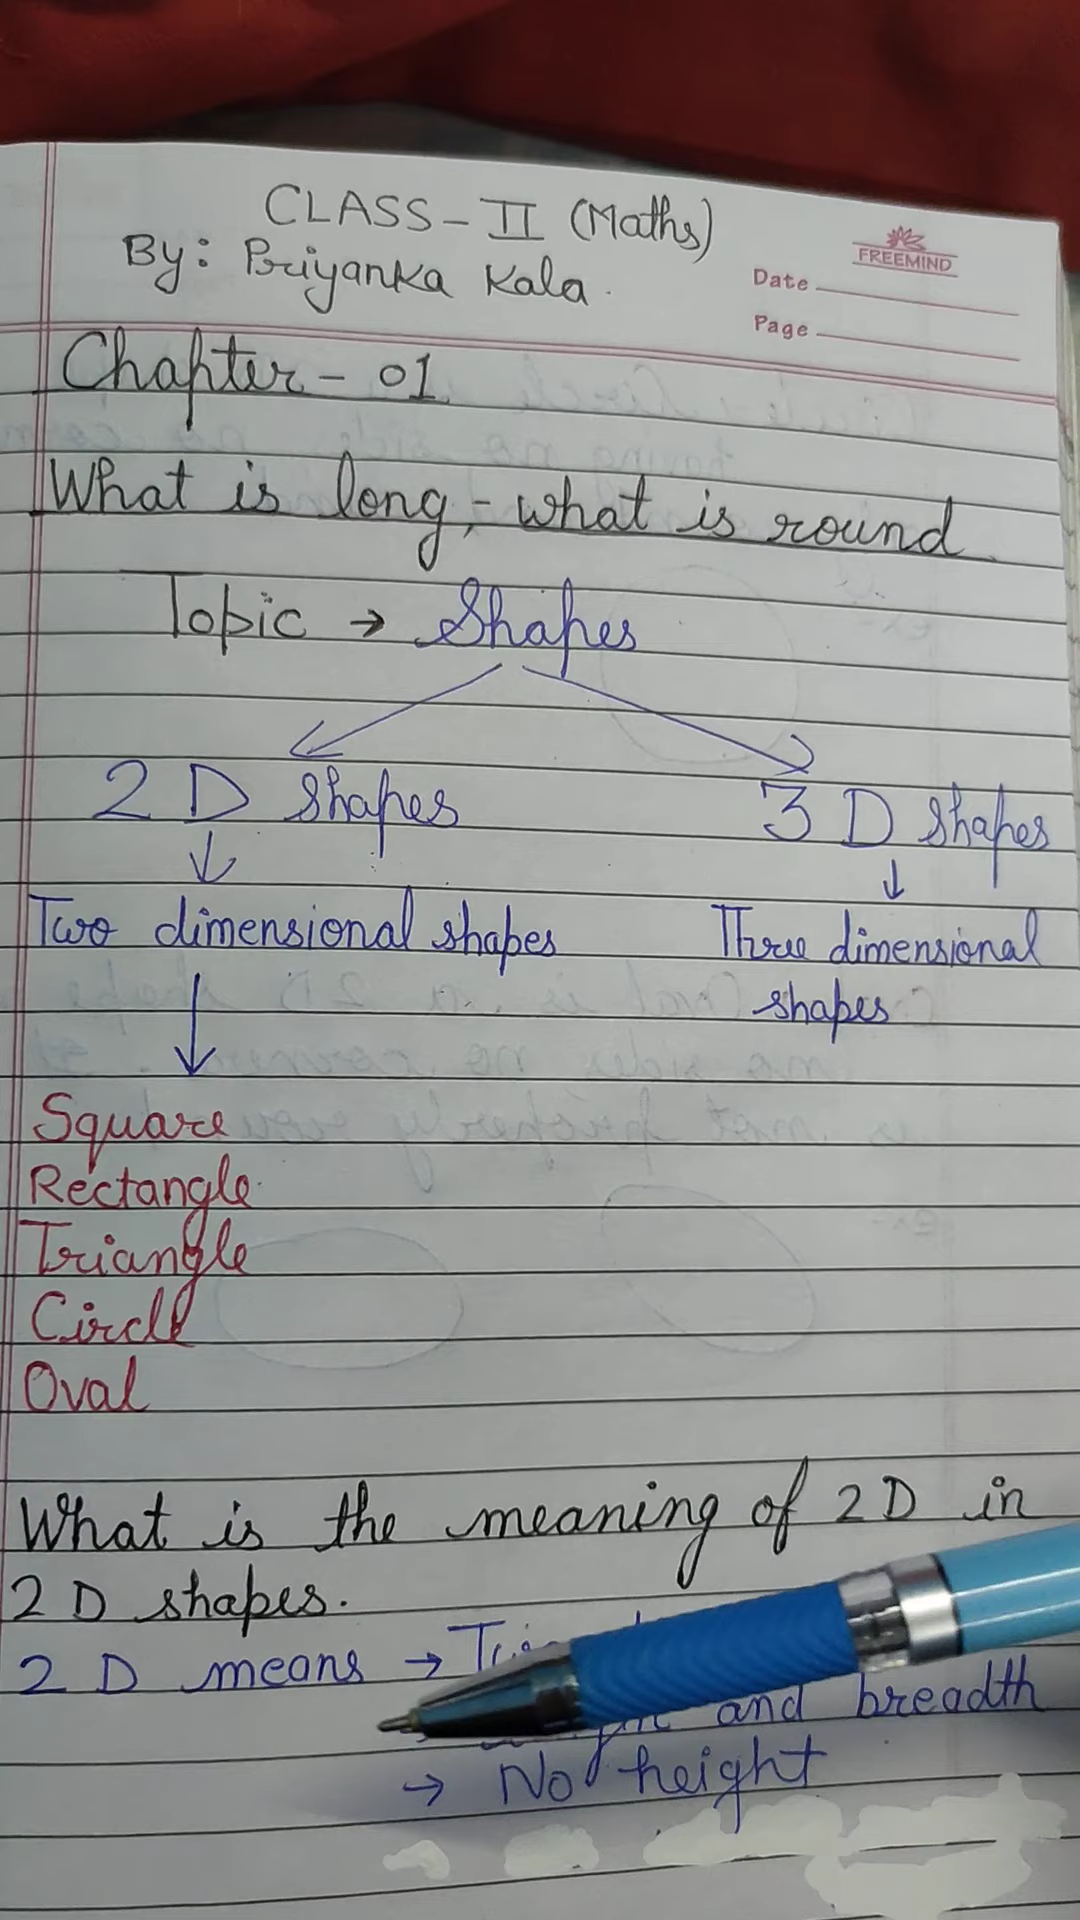 CLASS-II (Maths)
By: Priyanka Kala.
FREEMIND
Date
Page
Chapter-01
What is long, - what is round
Topic → Shapes
2 D shapes
3 D shapes
Two dimensional shapes
Three dimensional
shapes
Square
Rectangle
Triangle
Circle
Oval
What is the meaning of 2D in
2 D shapes.
2 D means →
and breadth
→ No height